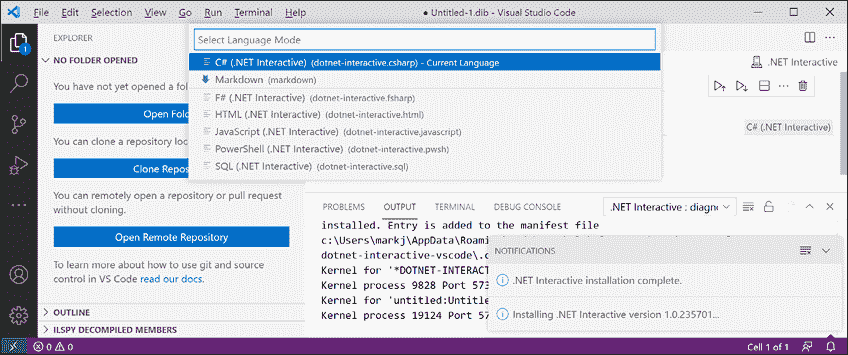 File Edit Selection View Go Run Terminal Help
● Untitled-1.dib - Visual Studio Code
EXPLORER
NO FOLDER OPENED
You have not yet opened a fol
Open Fold
You can clone a repository loc
Clone Repos
You can remotely open a repository or pull request
without cloning.
Open Remote Repository
To learn more about how to use git and source
control in VS Code read our docs.
OUTLINE
ILSPY DECOMPILED MEMBERS
Select Language Mode
C# (.NET Interactive) (dotnet-interactive.csharp) - Current Language
Markdown (markdown)
F# (.NET Interactive) (dotnet-interactive.fsharp)
HTML (.NET Interactive) (dotnet-interactive.html)
JavaScript (.NET Interactive) (dotnet-interactive.javascript)
PowerShell (.NET Interactive) (dotnet-interactive.pwsh)
SQL (.NET Interactive) (dotnet-interactive.sql)
.NET Interactive
C# (.NET Interactive)
PROBLEMS OUTPUT TERMINAL DEBUG CONSOLE
.NET Interactive : diagn
installed. Entry is added to the manifest file
c:\Users\markj\AppData\Roami
dotnet-interactive-vscode\.c
Kernel for '*DOTNET-INTERACT
Kernel process 9828 Port 573
Kernel for 'untitled:Untitle
Kernel process 19124 Port 57
NOTIFICATIONS
.NET Interactive installation complete.
Installing .NET Interactive version 1.0.235701...
1
0 0
Cell 1 of 1